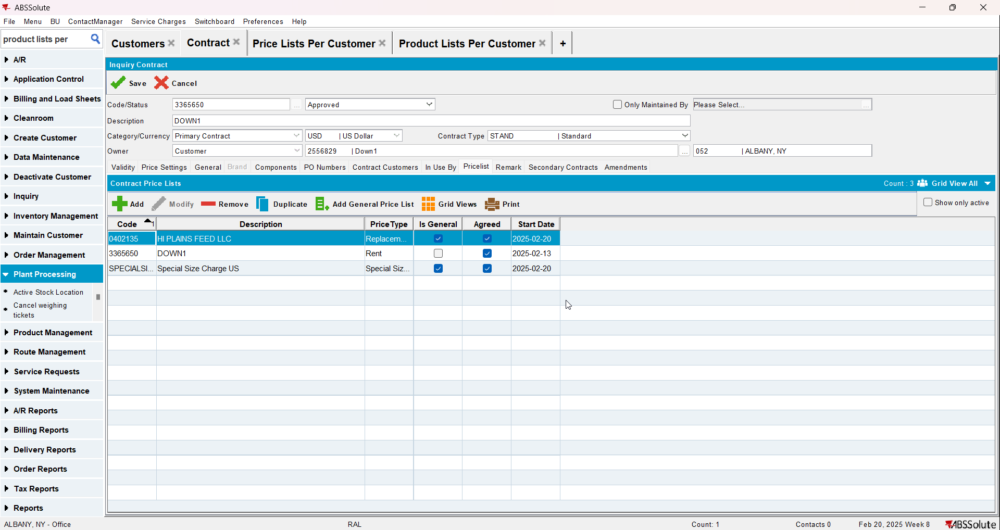 ABSSolute
File Menu BU ContactManager Service Charges Switchboard Preferences Help
product lists per
Customers Contract Price Lists Per Customer Product Lists Per Customer +
Inquiry Contract
Save Cancel
Code/Status 3365650 ... Approved Only Maintained By Please Select... ...
Description DOWN1
Category/Currency Primary Contract USD | US Dollar Contract Type STAND | Standard
Owner Customer 2556829 | Down1 ... 052 | ALBANY, NY
Validity Price Settings General Brand Components PO Numbers Contract Customers In Use By Pricelist Remark Secondary Contracts Amendments
Contract Price Lists Count : 3 Grid View All
Add Modify Remove Duplicate Add General Price List Grid Views Print Show only active
Code 1 Description PriceType Is General Agreed Start Date
0402135 HI PLAINS FEED LLC Replacem... 2025-02-20
3365650 DOWN1 Rent 2025-02-13
SPECIALSI... Special Size Charge US Special Siz... 2025-02-20
A/R
Application Control
Billing and Load Sheets
Cleanroom
Create Customer
Data Maintenance
Deactivate Customer
Inquiry
Inventory Management
Maintain Customer
Order Management
Plant Processing
Active Stock Location
Cancel weighing
tickets
Product Management
Route Management
Service Requests
System Maintenance
A/R Reports
Billing Reports
Delivery Reports
Order Reports
Tax Reports
Reports
ALBANY, NY - Office RAL Count: 1 Contacts 0 Feb 20, 2025 Week 8 ABSSolute